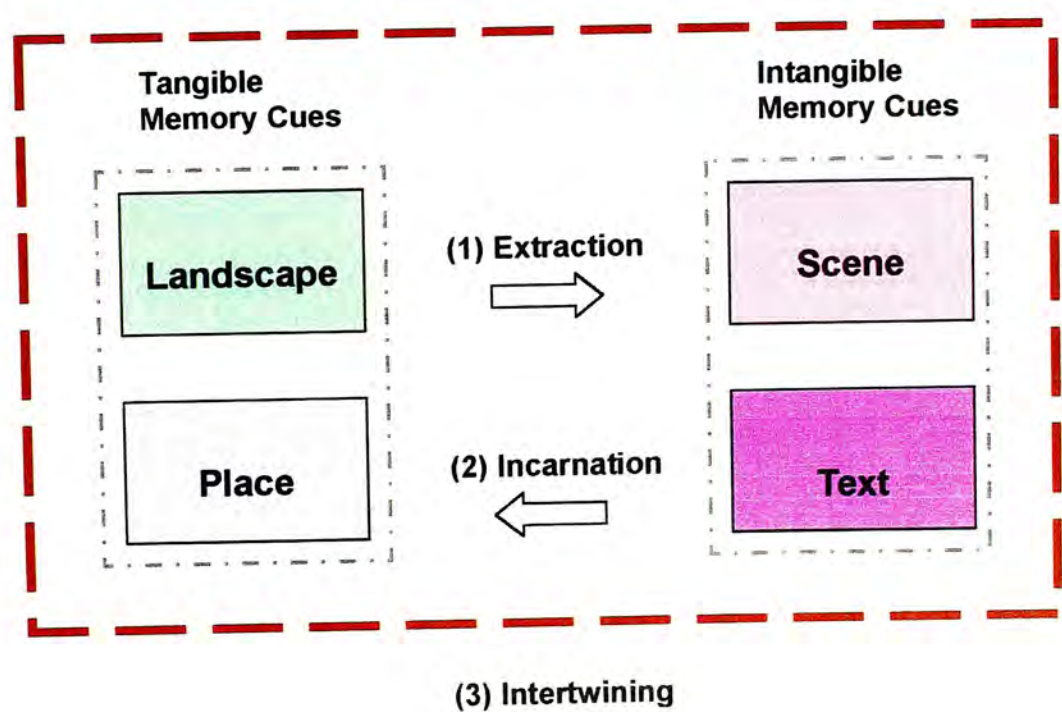 Tangible
Memory Cues
Intangible
Memory Cues
Landscape
(1) Extraction
Scene
Place
(2) Incarnation
Text
(3) Intertwining